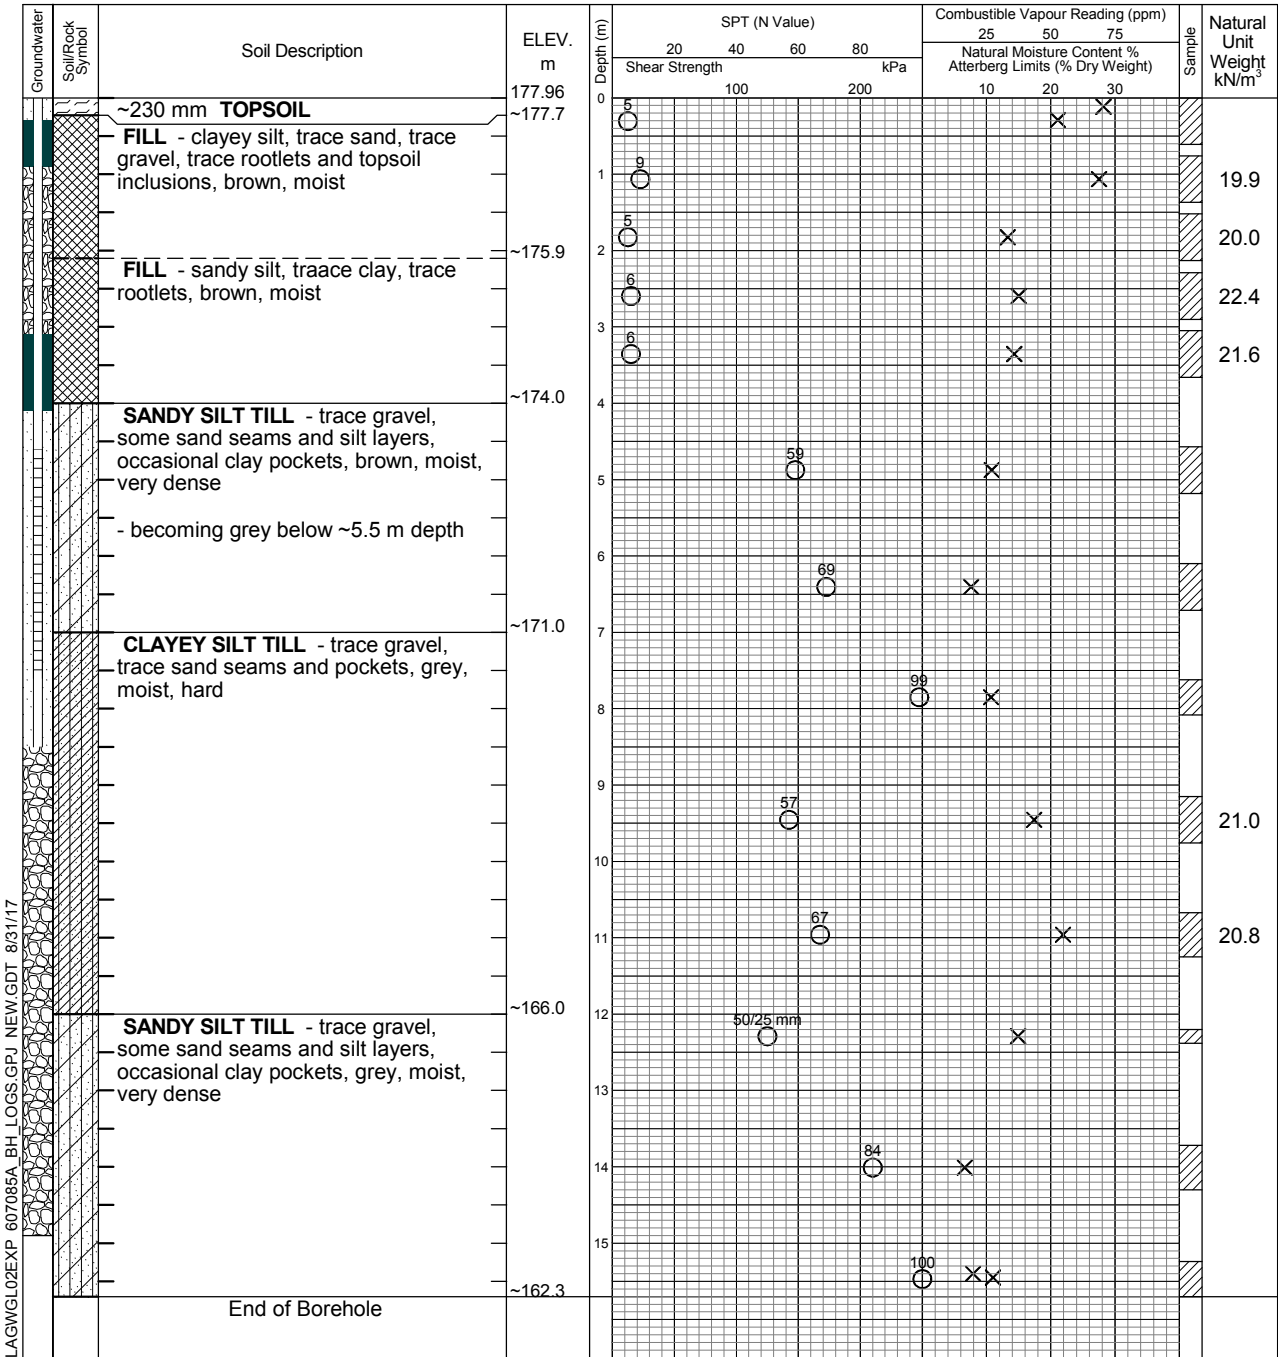 Groundwater
Soil/Rock
Symbol
Soil Description
ELEV.
m
177.96
Depth (m)
SPT (N Value)
20 40 60 80
Shear Strength kPa
100 200
Combustible Vapour Reading (ppm)
25 50 75
Natural Moisture Content %
Atterberg Limits (% Dry Weight)
10 20 30
Sample
Natural
Unit
Weight
kN/m3
~230 mm TOPSOIL
~177.7
FILL - clayey silt, trace sand, trace
gravel, trace rootlets and topsoil
inclusions, brown, moist
~175.9
FILL - sandy silt, traace clay, trace
rootlets, brown, moist
~174.0
SANDY SILT TILL - trace gravel,
some sand seams and silt layers,
occasional clay pockets, brown, moist,
very dense
- becoming grey below ~5.5 m depth
~171.0
CLAYEY SILT TILL - trace gravel,
trace sand seams and pockets, grey,
moist, hard
~166.0
SANDY SILT TILL - trace gravel,
some sand seams and silt layers,
occasional clay pockets, grey, moist,
very dense
~162.3
End of Borehole
0
1
2
3
4
5
6
7
8
9
10
11
12
13
14
15
5
9
5
6
6
59
69
99
57
67
50/25 mm
84
100
19.9
20.0
22.4
21.6
21.0
20.8
LAGWGL02EXP 607085A_BH_LOGS.GPJ NEW.GDT 8/31/17